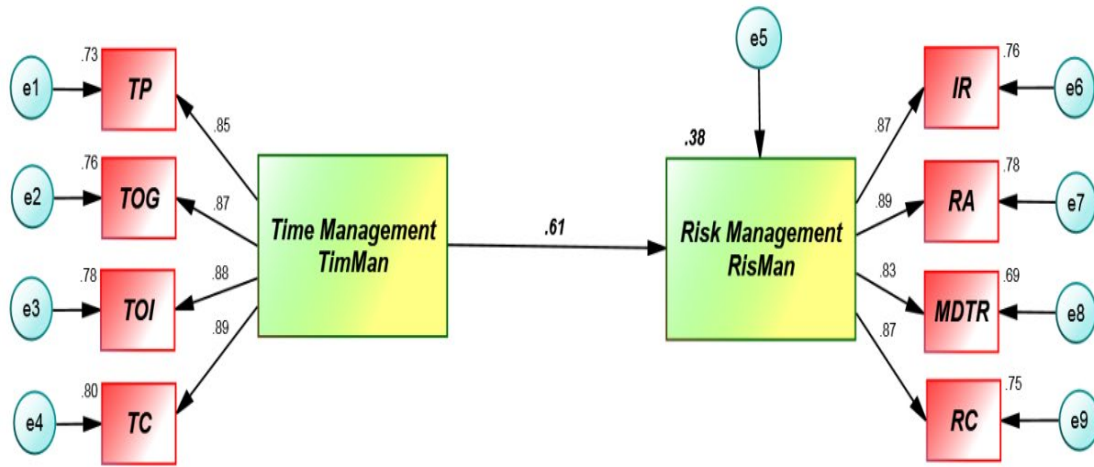 e1
.73
TP
.85
e2
.76
TOG
.87
e3
.78
TOI
.88
e4
.80
TC
.89
Time Management
TimMan
.61
e5
.38
Risk Management
RisMan
.87
IR
.76
e6
.89
RA
.78
e7
.83
MDTR
.69
e8
.87
RC
.75
e9